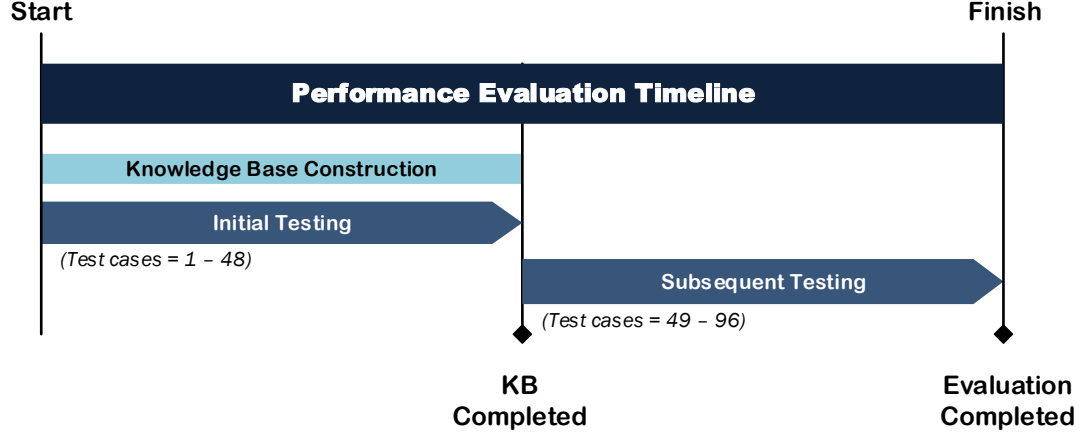 Start
Finish
Performance Evaluation Timeline
Knowledge Base Construction
Initial Testing
(Test cases = 1 – 48)
Subsequent Testing
(Test cases = 49 – 96)
KB
Completed
Evaluation
Completed